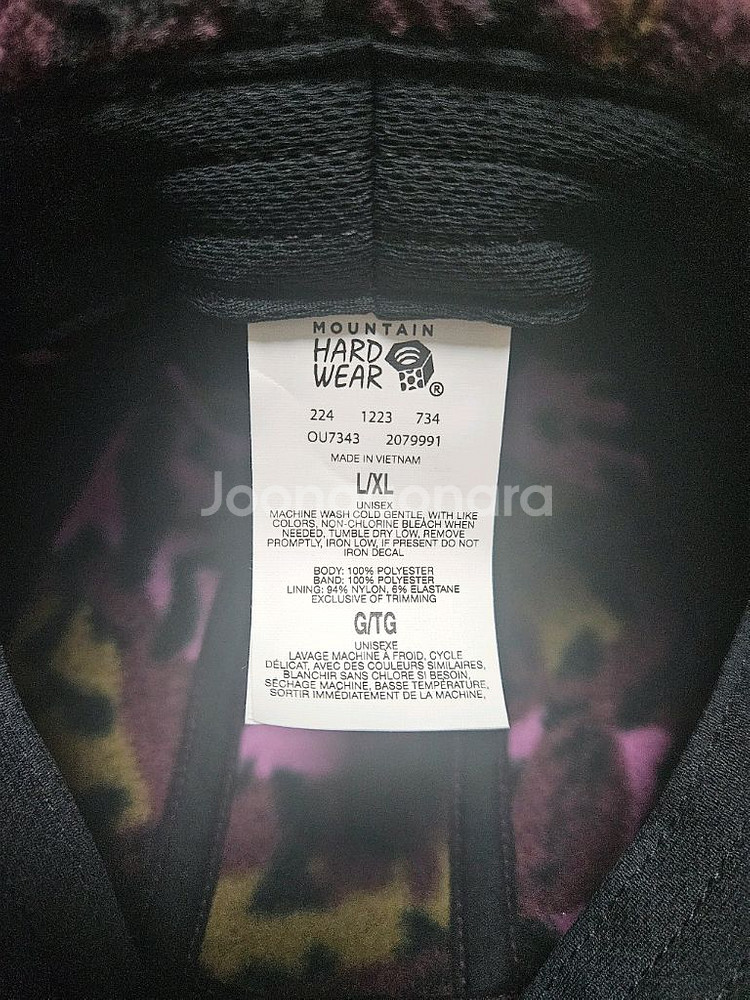 MOUNTAIN
HARD
WEAR
®
224 1223 734
OU7343 2079991
MADE IN VIETNAM
L/XL
Joongonara
UNISEX
MACHINE WASH COLD GENTLE, WITH LIKE
COLORS, NON-CHLORINE BLEACH WHEN
NEEDED, TUMBLE DRY LOW, REMOVE
PROMPTLY, IRON LOW, IF PRESENT DO NOT
IRON DECAL
BODY: 100% POLYESTER
BAND: 100% POLYESTER
LINING: 94% NYLON, 6% ELASTANE
EXCLUSIVE OF TRIMMING
G/TG
UNISEXE
LAVAGE MACHINE À FROID, CYCLE
DÉLICAT, AVEC DES COULEURS SIMILAIRES,
BLANCHIR SANS CHLORE SI BESOIN,
SÉCHAGE MACHINE, BASSE TEMPÉRATURE,
SORTIR IMMÉDIATEMENT DE LA MACHINE,